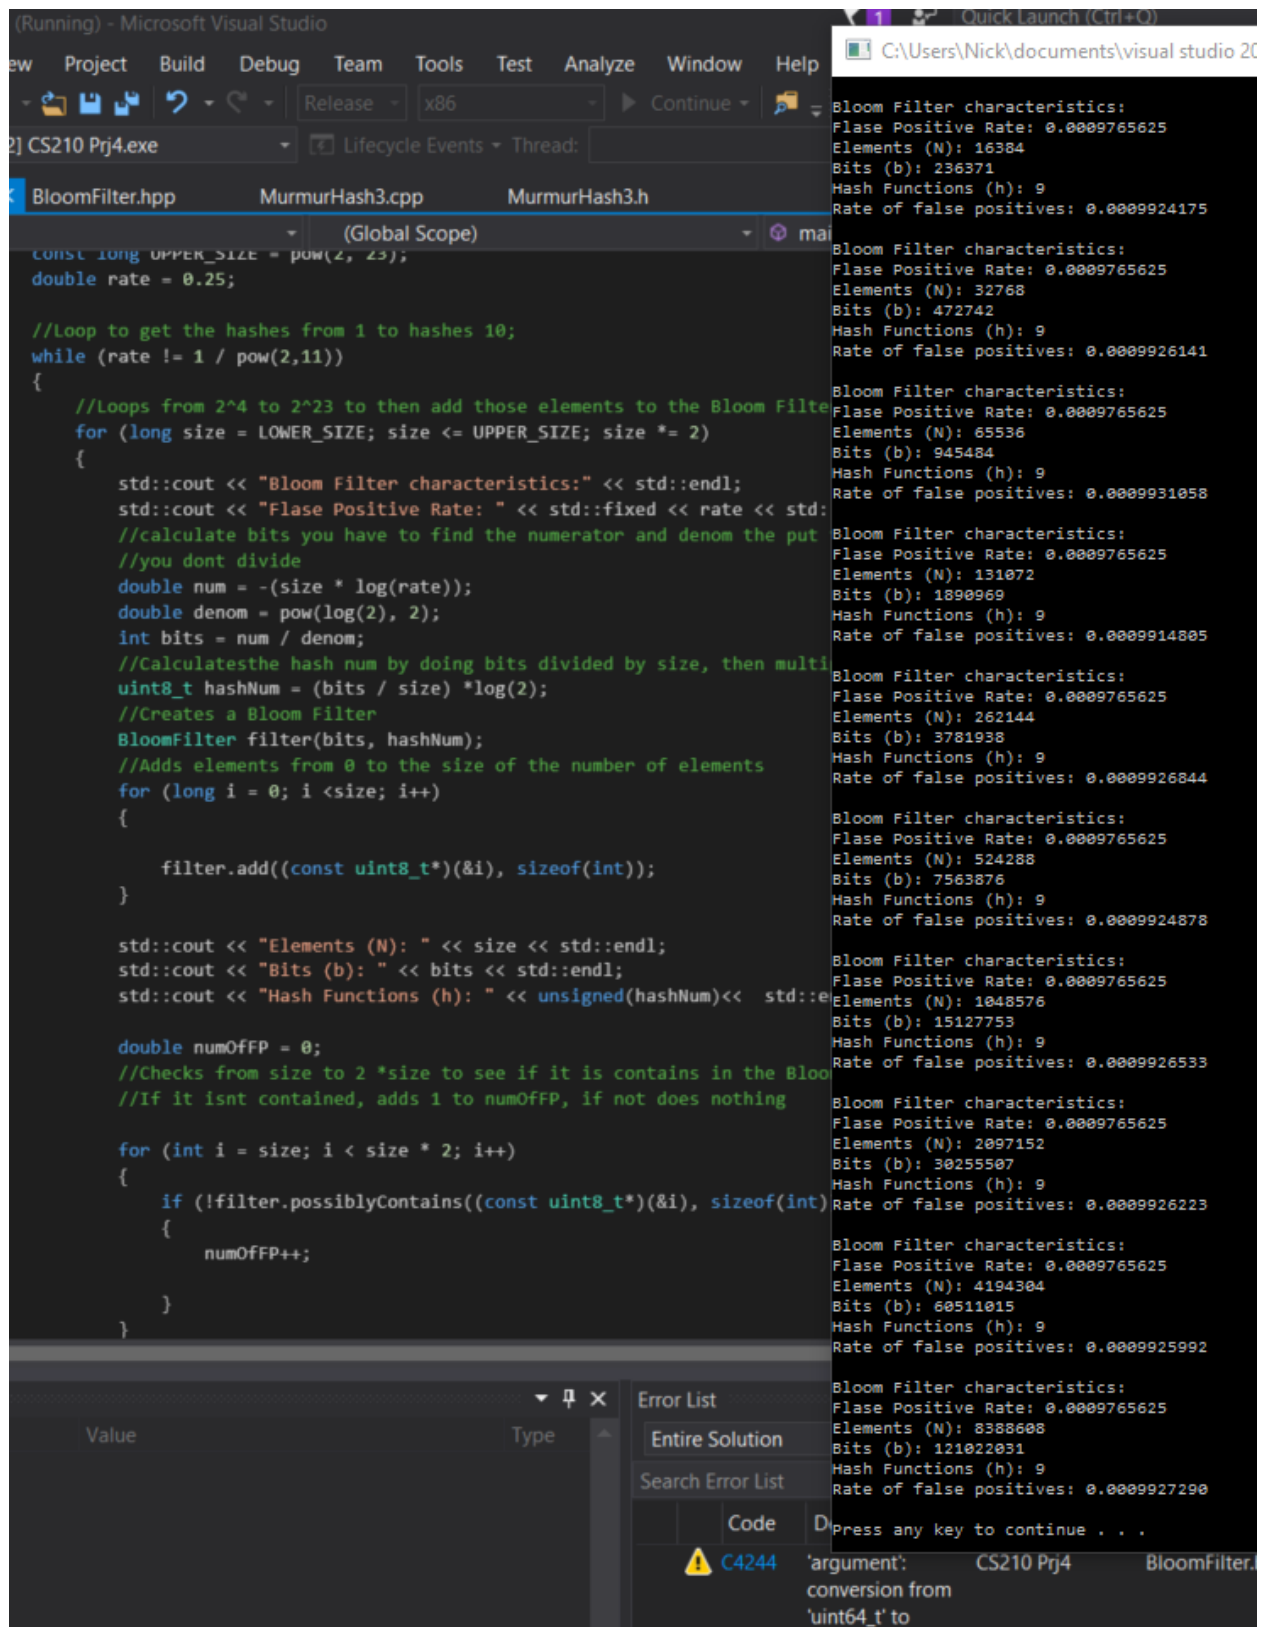 (Running) - Microsoft Visual Studio
1
Quick Launch (Ctrl+Q)
ew Project Build Debug Team Tools Test Analyze Window Help
Release x86 Continue
2] CS210 Prj4.exe Lifecycle Events Thread:
BloomFilter.hpp MurmurHash3.cpp MurmurHash3.h
(Global Scope) mai
const long UPPER_SIZE = pow(2, 23);
double rate = 0.25;
//Loop to get the hashes from 1 to hashes 10;
while (rate != 1 / pow(2,11))
{
//Loops from 2^4 to 2^23 to then add those elements to the Bloom Filte
for (long size = LOWER_SIZE; size <= UPPER_SIZE; size *= 2)
{
std::cout << "Bloom Filter characteristics:" << std::endl;
std::cout << "Flase Positive Rate: " << std::fixed << rate << std:
//calculate bits you have to find the numerator and denom the put
//you dont divide
double num = -(size * log(rate));
double denom = pow(log(2), 2);
int bits = num / denom;
//Calculatesthe hash num by doing bits divided by size, then multi
uint8_t hashNum = (bits / size) *log(2);
//Creates a Bloom Filter
BloomFilter filter(bits, hashNum);
//Adds elements from 0 to the size of the number of elements
for (long i = 0; i <size; i++)
{
filter.add((const uint8_t*)(&i), sizeof(int));
}
std::cout << "Elements (N): " << size << std::endl;
std::cout << "Bits (b): " << bits << std::endl;
std::cout << "Hash Functions (h): " << unsigned(hashNum)<< std::e
double numOfFP = 0;
//Checks from size to 2 *size to see if it is contains in the Bloo
//If it isnt contained, adds 1 to numOfFP, if not does nothing
for (int i = size; i < size * 2; i++)
{
if (!filter.possiblyContains((const uint8_t*)(&i), sizeof(int)
{
numOfFP++;
}
}
Value Type
Error List
Entire Solution
Search Error List
Code D
C4244 'argument': CS210 Prj4 BloomFilter.
conversion from
'uint64_t' to
C:\Users\Nick\documents\visual studio 20
Bloom Filter characteristics:
Flase Positive Rate: 0.0009765625
Elements (N): 16384
Bits (b): 236371
Hash Functions (h): 9
Rate of false positives: 0.0009924175
Bloom Filter characteristics:
Flase Positive Rate: 0.0009765625
Elements (N): 32768
Bits (b): 472742
Hash Functions (h): 9
Rate of false positives: 0.0009926141
Bloom Filter characteristics:
Flase Positive Rate: 0.0009765625
Elements (N): 65536
Bits (b): 945484
Hash Functions (h): 9
Rate of false positives: 0.0009931058
Bloom Filter characteristics:
Flase Positive Rate: 0.0009765625
Elements (N): 131072
Bits (b): 1890969
Hash Functions (h): 9
Rate of false positives: 0.0009914805
Bloom Filter characteristics:
Flase Positive Rate: 0.0009765625
Elements (N): 262144
Bits (b): 3781938
Hash Functions (h): 9
Rate of false positives: 0.0009926844
Bloom Filter characteristics:
Flase Positive Rate: 0.0009765625
Elements (N): 524288
Bits (b): 7563876
Hash Functions (h): 9
Rate of false positives: 0.0009924878
Bloom Filter characteristics:
Flase Positive Rate: 0.0009765625
Elements (N): 1048576
Bits (b): 15127753
Hash Functions (h): 9
Rate of false positives: 0.0009926533
Bloom Filter characteristics:
Flase Positive Rate: 0.0009765625
Elements (N): 2097152
Bits (b): 30255507
Hash Functions (h): 9
Rate of false positives: 0.0009926223
Bloom Filter characteristics:
Flase Positive Rate: 0.0009765625
Elements (N): 4194304
Bits (b): 60511015
Hash Functions (h): 9
Rate of false positives: 0.0009925992
Bloom Filter characteristics:
Flase Positive Rate: 0.0009765625
Elements (N): 8388608
Bits (b): 121022031
Hash Functions (h): 9
Rate of false positives: 0.0009927290
Press any key to continue . . .